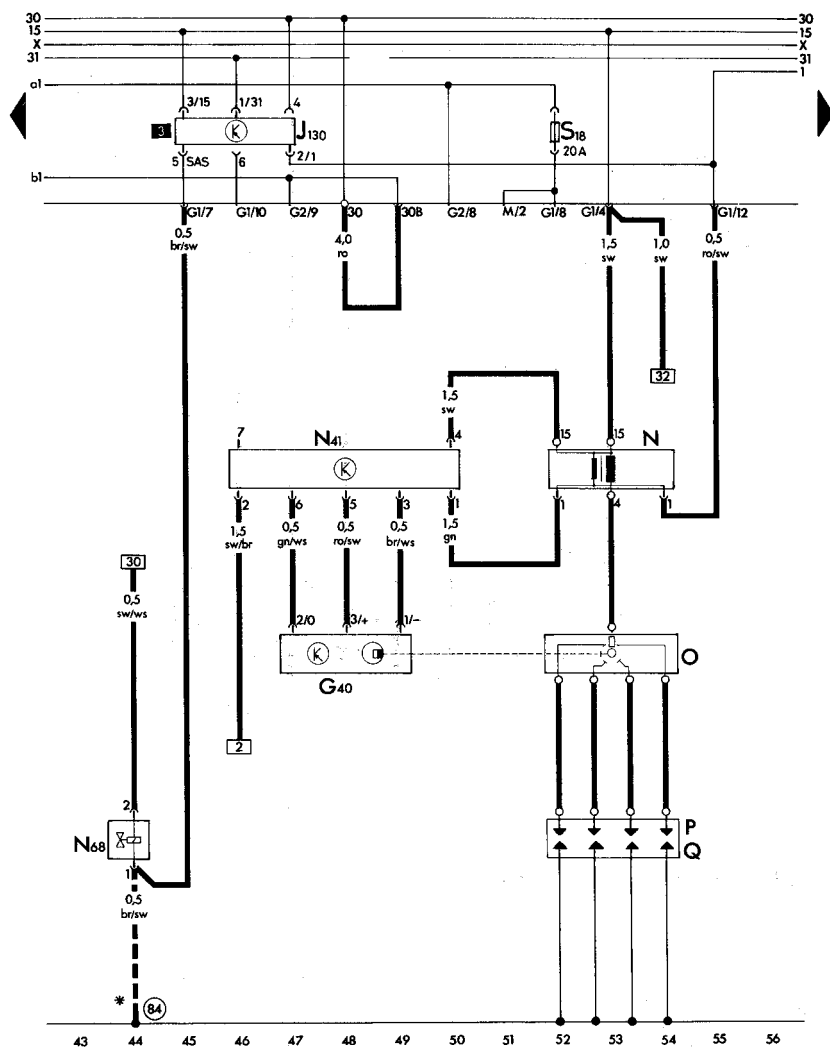 30 30
15 15
X X
31 31
1
a1
3/15 1/31 4
3 J130 S18
20 A
5 SAS 6 2/1
b1
G1/7 G1/10 G2/9 30 30B G2/8 M/2 G1/8 G1/4 G1/12
0,5 4,0 1,5 1,0 0,5
br/sw ro sw sw ro/sw
32
1,5
sw
7 N41 4 15 15 N
2 6 5 3 1 1 4 1
1,5 0,5 0,5 0,5 1,5
sw/br gn/ws ro/sw br/ws gn
30
0,5
sw/ws
2/0 3/+ 1/−
O
G40
2
2
N68
P
Q
1
0,5
br/sw
* 84
43 44 45 46 47 48 49 50 51 52 53 54 55 56